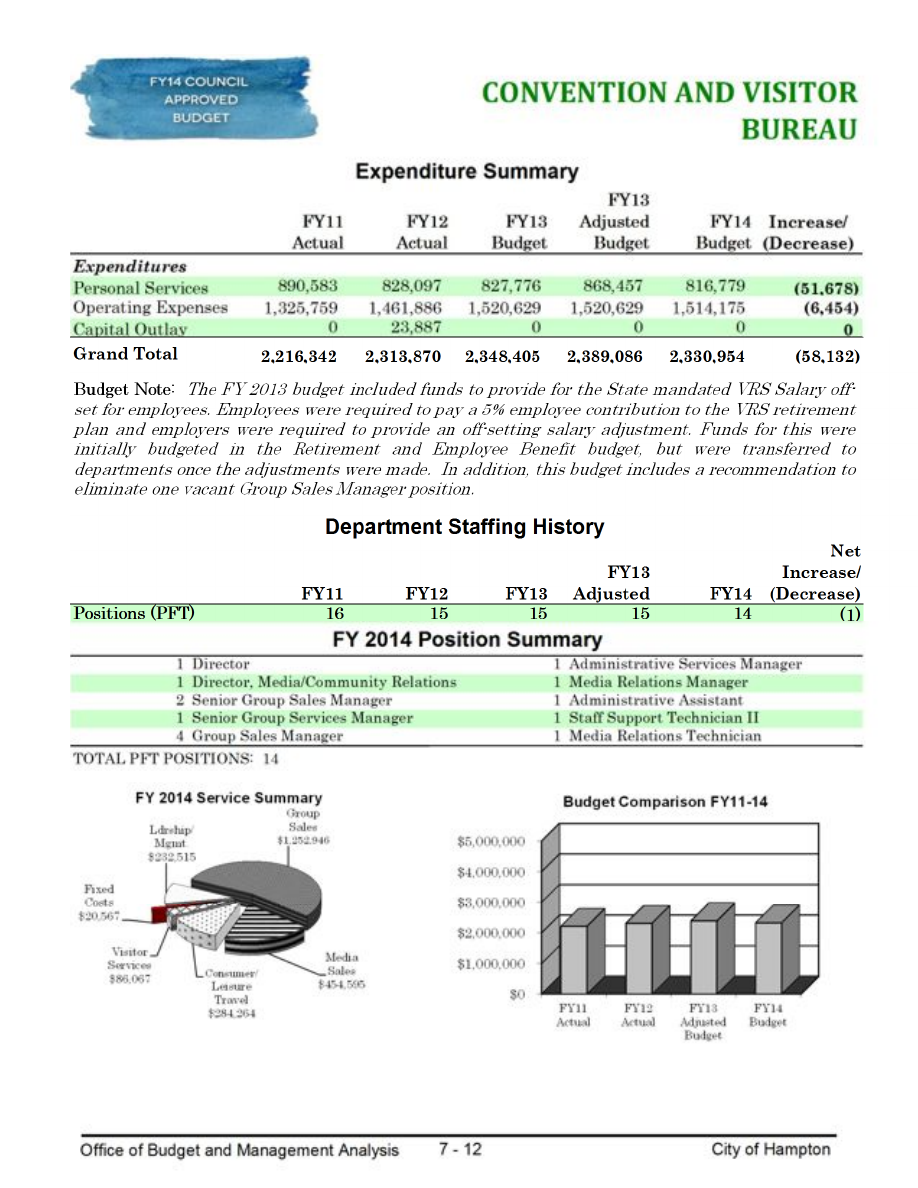 FY14 COUNCIL
APPROVED
BUDGET
CONVENTION AND VISITOR
BUREAU
Expenditure Summary
FY11 Actual FY12 Actual FY13 Budget FY13 Adjusted Budget FY14 Budget Increase/ (Decrease)
Expenditures
Personal Services 890,583 828,097 827,776 868,457 816,779 (51,678)
Operating Expenses 1,325,759 1,461,886 1,520,629 1,520,629 1,514,175 (6,454)
Capital Outlay 0 23,887 0 0 0 0
Grand Total 2,216,342 2,313,870 2,348,405 2,389,086 2,330,954 (58,132)
Budget Note: The FY 2013 budget included funds to provide for the State mandated VRS Salary off-
set for employees. Employees were required to pay a 5% employee contribution to the VRS retirement
plan and employers were required to provide an off-setting salary adjustment. Funds for this were
initially budgeted in the Retirement and Employee Benefit budget, but were transferred to
departments once the adjustments were made. In addition, this budget includes a recommendation to
eliminate one vacant Group Sales Manager position.
Department Staffing History
FY11 FY12 FY13 FY13 Adjusted FY14 Net Increase/ (Decrease)
Positions (PFT) 16 15 15 15 14 (1)
FY 2014 Position Summary
1 Director 1 Administrative Services Manager
1 Director, Media/Community Relations 1 Media Relations Manager
2 Senior Group Sales Manager 1 Administrative Assistant
1 Senior Group Services Manager 1 Staff Support Technician II
4 Group Sales Manager 1 Media Relations Technician
TOTAL PFT POSITIONS: 14
FY 2014 Service Summary
Group
Sales
$1,252,946
Ldrship/
Mgmt
$232,515
Fixed
Costs
$20,567
Visitor
Services
$86,067
Consumer/
Leisure
Travel
$284,264
Media
Sales
$454,595
Budget Comparison FY11-14
$5,000,000
$4,000,000
$3,000,000
$2,000,000
$1,000,000
$0
FY11 Actual
FY12 Actual
FY13 Adjusted Budget
FY14 Budget
Office of Budget and Management Analysis 7 - 12 City of Hampton